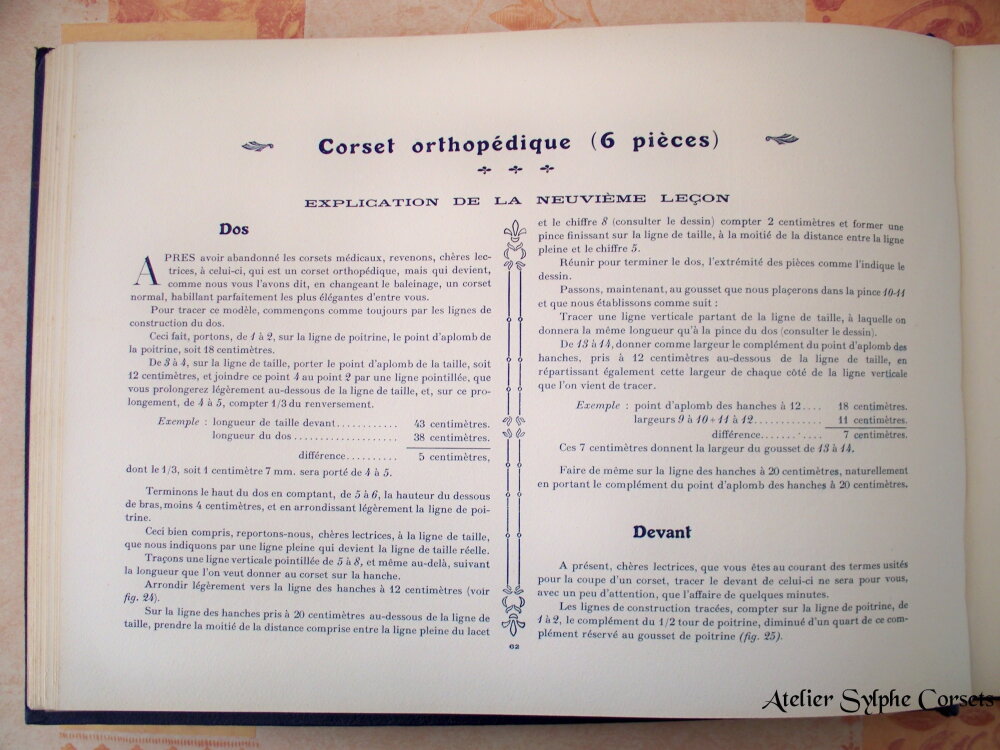 Corset orthopédique (6 pièces)
EXPLICATION DE LA NEUVIÈME LEÇON
Dos
APRES avoir abandonné les corsets médicaux, revenons, chères lec-
trices, à celui-ci, qui est un corset orthopédique, mais qui devient,
comme nous vous l'avons dit, en changeant le baleinage, un corset
normal, habillant parfaitement les plus élégantes d'entre vous.
Pour tracer ce modèle, commençons comme toujours par les lignes de
construction du dos.
Ceci fait, portons, de 1 à 2, sur la ligne de poitrine, le point d'aplomb de
la poitrine, soit 18 centimètres.
De 3 à 4, sur la ligne de taille, porter le point d'aplomb de la taille, soit
12 centimètres, et joindre ce point 4 au point 2 par une ligne pointillée, que
vous prolongerez légèrement au-dessous de la ligne de taille, et, sur ce pro-
longement, de 4 à 5, compter 1/3 du renversement.
Exemple : longueur de taille devant............ 43 centimètres.
longueur du dos ..................... 38 centimètres.
différence.......... 5 centimètres,
dont le 1/3, soit 1 centimètre 7 mm. sera porté de 4 à 5.
Terminons le haut du dos en comptant, de 5 à 6, la hauteur du dessous
de bras, moins 4 centimètres, et en arrondissant légèrement la ligne de poi-
trine.
Ceci bien compris, reportons-nous, chères lectrices, à la ligne de taille,
que nous indiquons par une ligne pleine qui devient la ligne de taille réelle.
Traçons une ligne verticale pointillée de 5 à 8, et même au-delà, suivant
la longueur que l'on veut donner au corset sur la hanche.
Arrondir légèrement vers la ligne des hanches à 12 centimètres (voir
fig. 24).
Sur la ligne des hanches pris à 20 centimètres au-dessous de la ligne de
taille, prendre la moitié de la distance comprise entre la ligne pleine du lacet
et le chiffre 8 (consulter le dessin) compter 2 centimètres et former une
pince finissant sur la ligne de taille, à la moitié de la distance entre la ligne
pleine et le chiffre 5.
Réunir pour terminer le dos, l'extrémité des pièces comme l'indique le
dessin.
Passons, maintenant, au gousset que nous plaçerons dans la pince 10-11
et que nous établissons comme suit :
Tracer une ligne verticale partant de la ligne de taille, à laquelle on
donnera la même longueur qu'à la pince du dos (consulter le dessin).
De 13 à 14, donner comme largeur le complément du point d'aplomb des
hanches, pris à 12 centimètres au-dessous de la ligne de taille, en
répartissant également cette largeur de chaque côté de la ligne verticale
que l'on vient de tracer.
Exemple : point d'aplomb des hanches à 12.... 18 centimètres.
largeurs 9 à 10 + 11 à 12............. 11 centimètres.
différence........... 7 centimètres.
Ces 7 centimètres donnent la largeur du gousset de 13 à 14.
Faire de même sur la ligne des hanches à 20 centimètres, naturellement
en portant le complément du point d'aplomb des hanches à 20 centimètres.
Devant
A présent, chères lectrices, que vous êtes au courant des termes usités
pour la coupe d'un corset, tracer le devant de celui-ci ne sera pour vous,
avec un peu d'attention, que l'affaire de quelques minutes.
Les lignes de construction tracées, compter sur la ligne de poitrine, de
1 à 2, le complément du 1/2 tour de poitrine, diminué d'un quart de ce com-
plément réservé au gousset de poitrine (fig. 25).
62
Atelier Sylphe Corsets